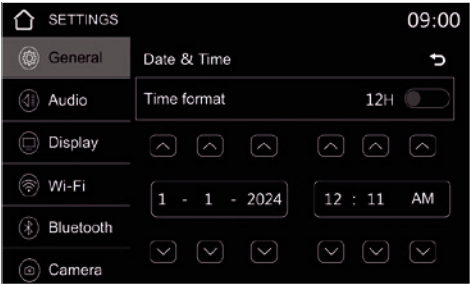 SETTINGS 09:00
General
Date & Time
Audio
Time format 12H
Display
Wi-Fi
1 - 1 - 2024 12 : 11 AM
Bluetooth
Camera